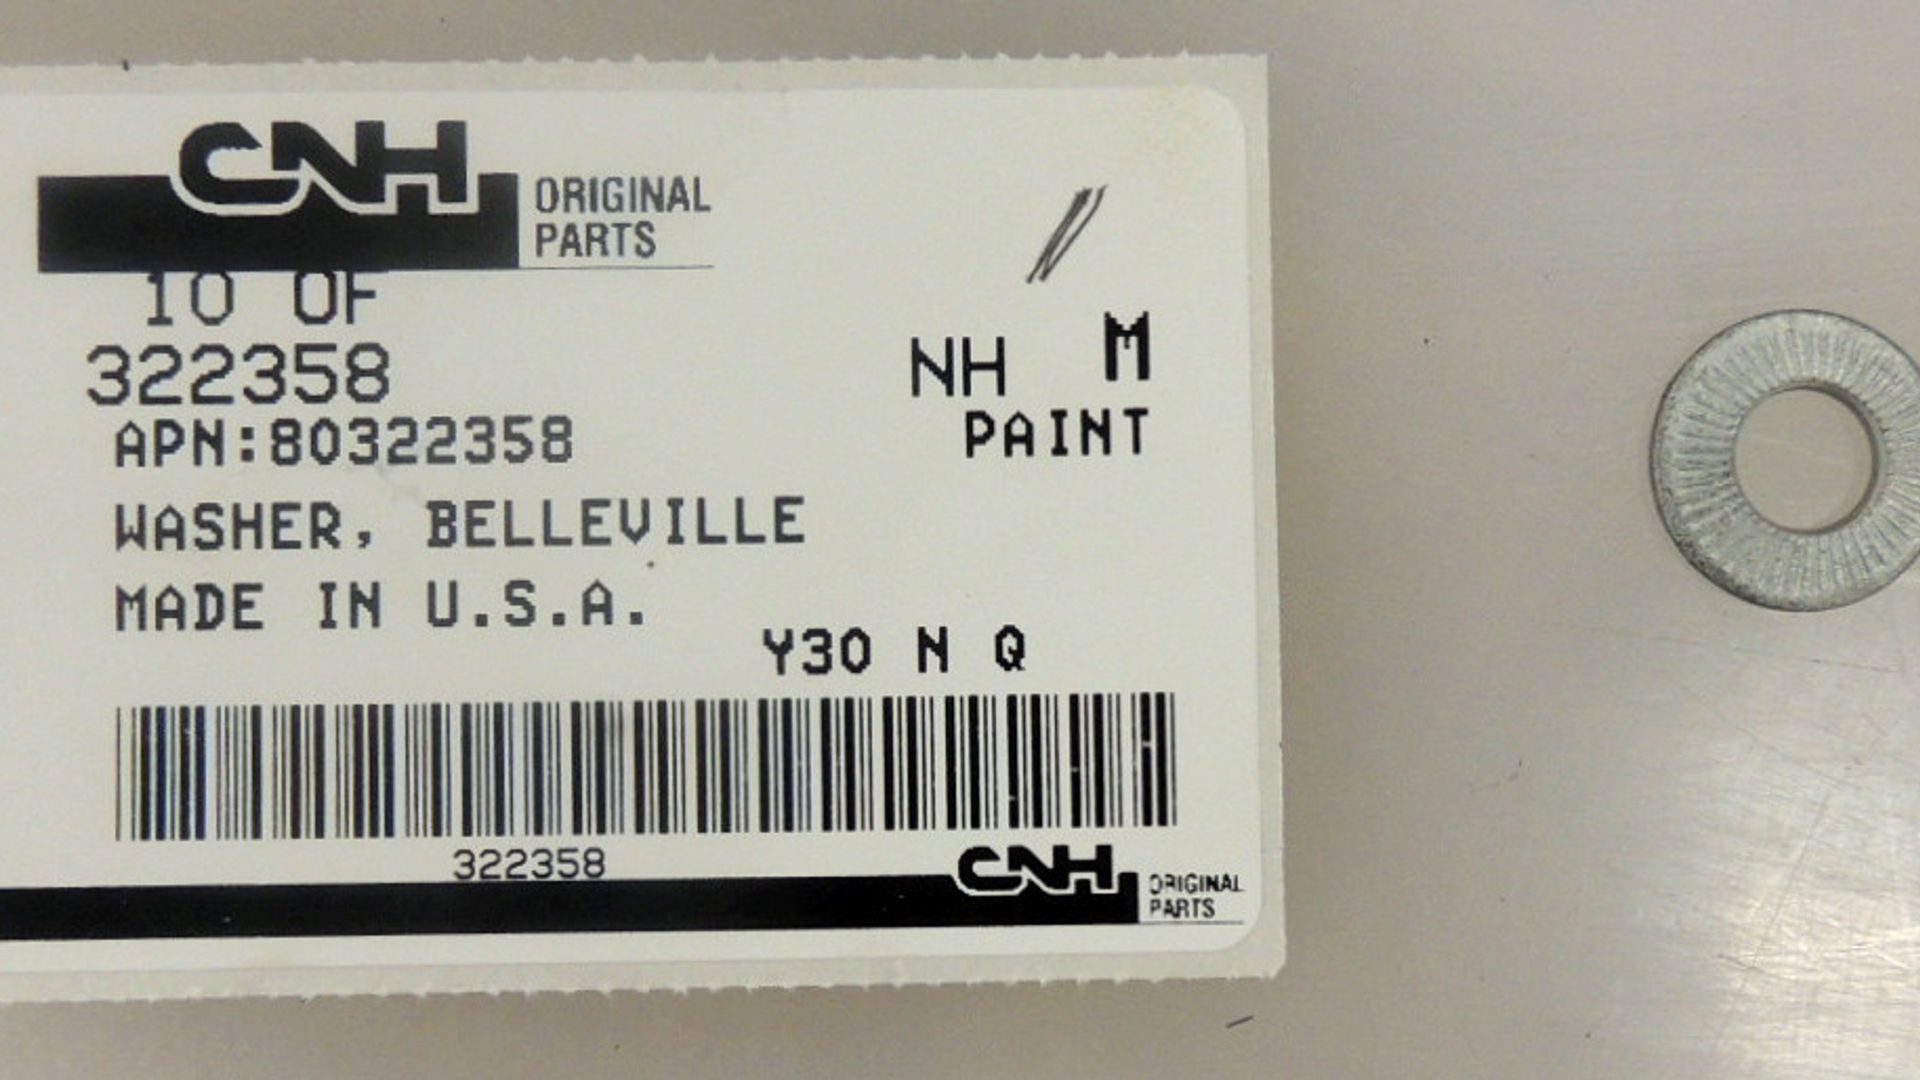 CNH ORIGINAL
PARTS
10 OF
322358
NH M
APN:80322358
PAINT
WASHER, BELLEVILLE
MADE IN U.S.A.
Y30 N Q
322358
CNH ORIGINAL
PARTS